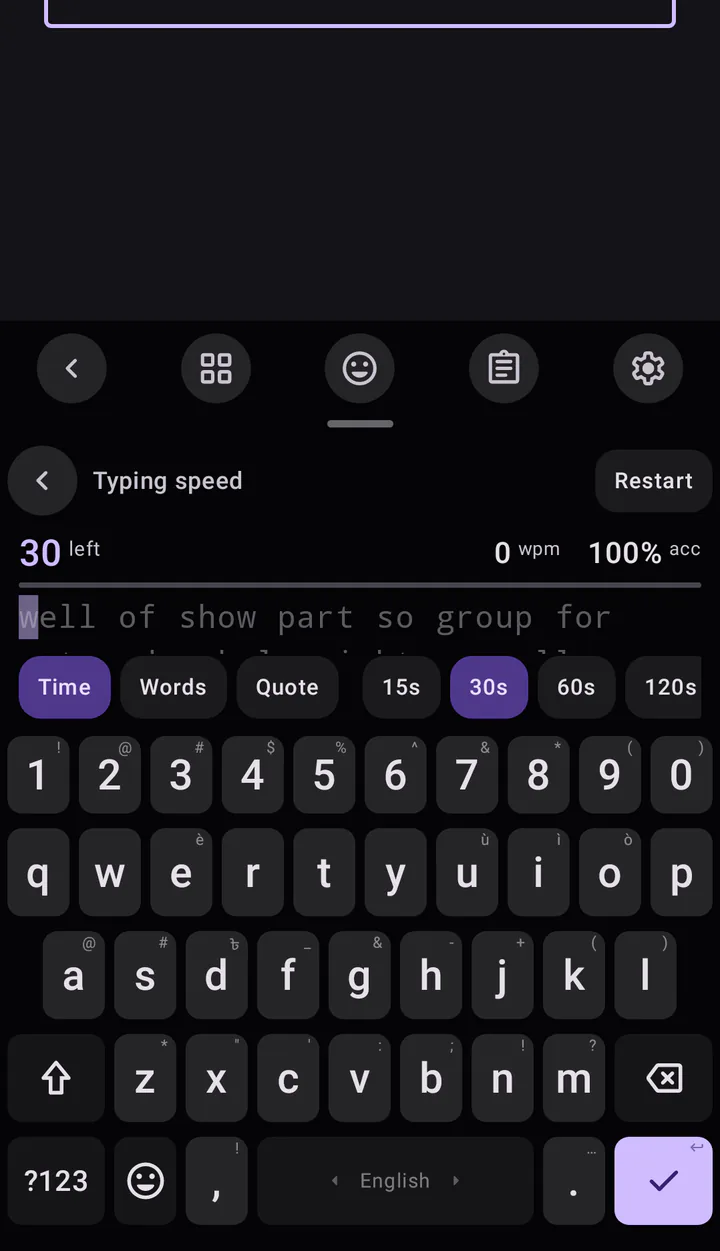 Typing speed
Restart
30 left
0 wpm 100% acc
well of show part so group for
Time Words Quote 15s 30s 60s 120s
! @ # $ % ^ & * ( )
1 2 3 4 5 6 7 8 9 0
è ù ì ò
q w e r t y u i o p
@ # ъ _ & - + ( )
a s d f g h j k l
* " ' : ; ! ?
z x c v b n m
! …
?123 , English .